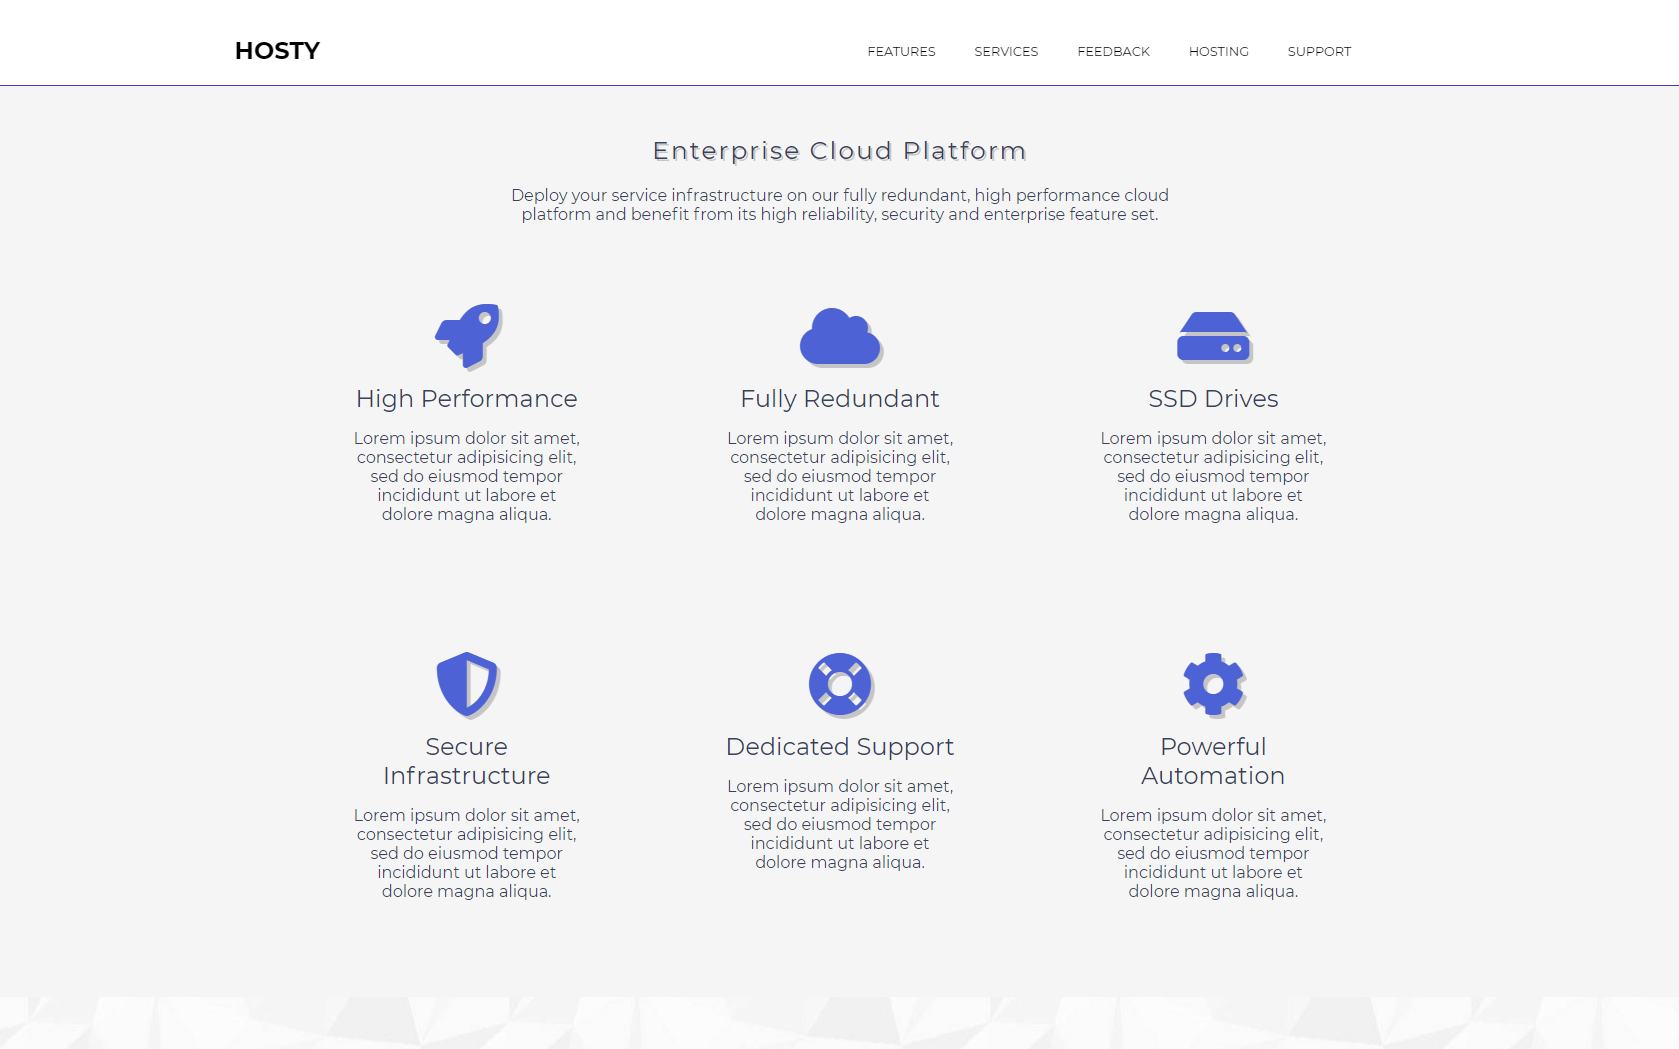 HOSTY
FEATURES
SERVICES
FEEDBACK
HOSTING
SUPPORT
Enterprise Cloud Platform
Deploy your service infrastructure on our fully redundant, high performance cloud
platform and benefit from its high reliability, security and enterprise feature set.
High Performance
Lorem ipsum dolor sit amet,
consectetur adipisicing elit,
sed do eiusmod tempor
incididunt ut labore et
dolore magna aliqua.
Fully Redundant
Lorem ipsum dolor sit amet,
consectetur adipisicing elit,
sed do eiusmod tempor
incididunt ut labore et
dolore magna aliqua.
SSD Drives
Lorem ipsum dolor sit amet,
consectetur adipisicing elit,
sed do eiusmod tempor
incididunt ut labore et
dolore magna aliqua.
Secure
Infrastructure
Lorem ipsum dolor sit amet,
consectetur adipisicing elit,
sed do eiusmod tempor
incididunt ut labore et
dolore magna aliqua.
Dedicated Support
Lorem ipsum dolor sit amet,
consectetur adipisicing elit,
sed do eiusmod tempor
incididunt ut labore et
dolore magna aliqua.
Powerful
Automation
Lorem ipsum dolor sit amet,
consectetur adipisicing elit,
sed do eiusmod tempor
incididunt ut labore et
dolore magna aliqua.